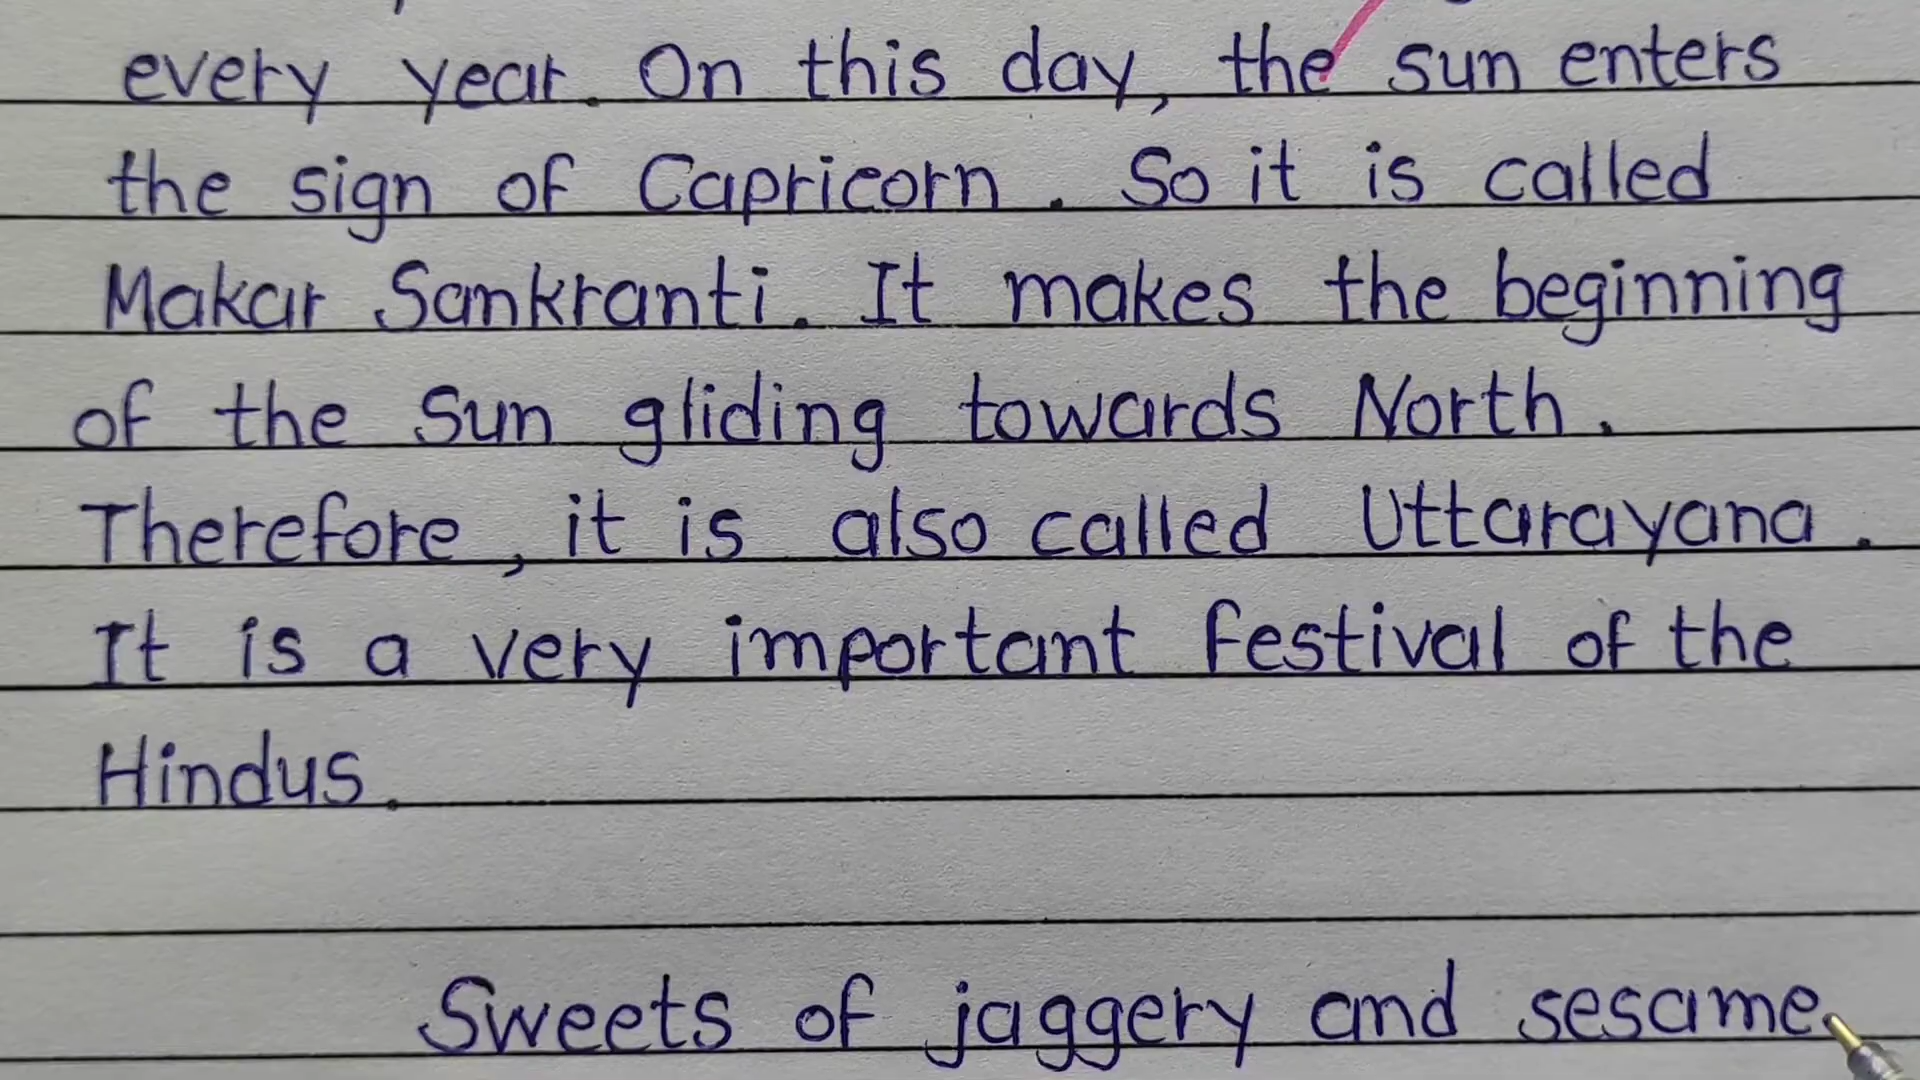 every year. On this day, the sun enters
the sign of Capricorn. So it is called
Makar Sankranti. It makes the beginning
of the Sun gliding towards North.
Therefore, it is also called Uttarayana.
It is a very important festival of the
Hindus.
Sweets of jaggery and sesame